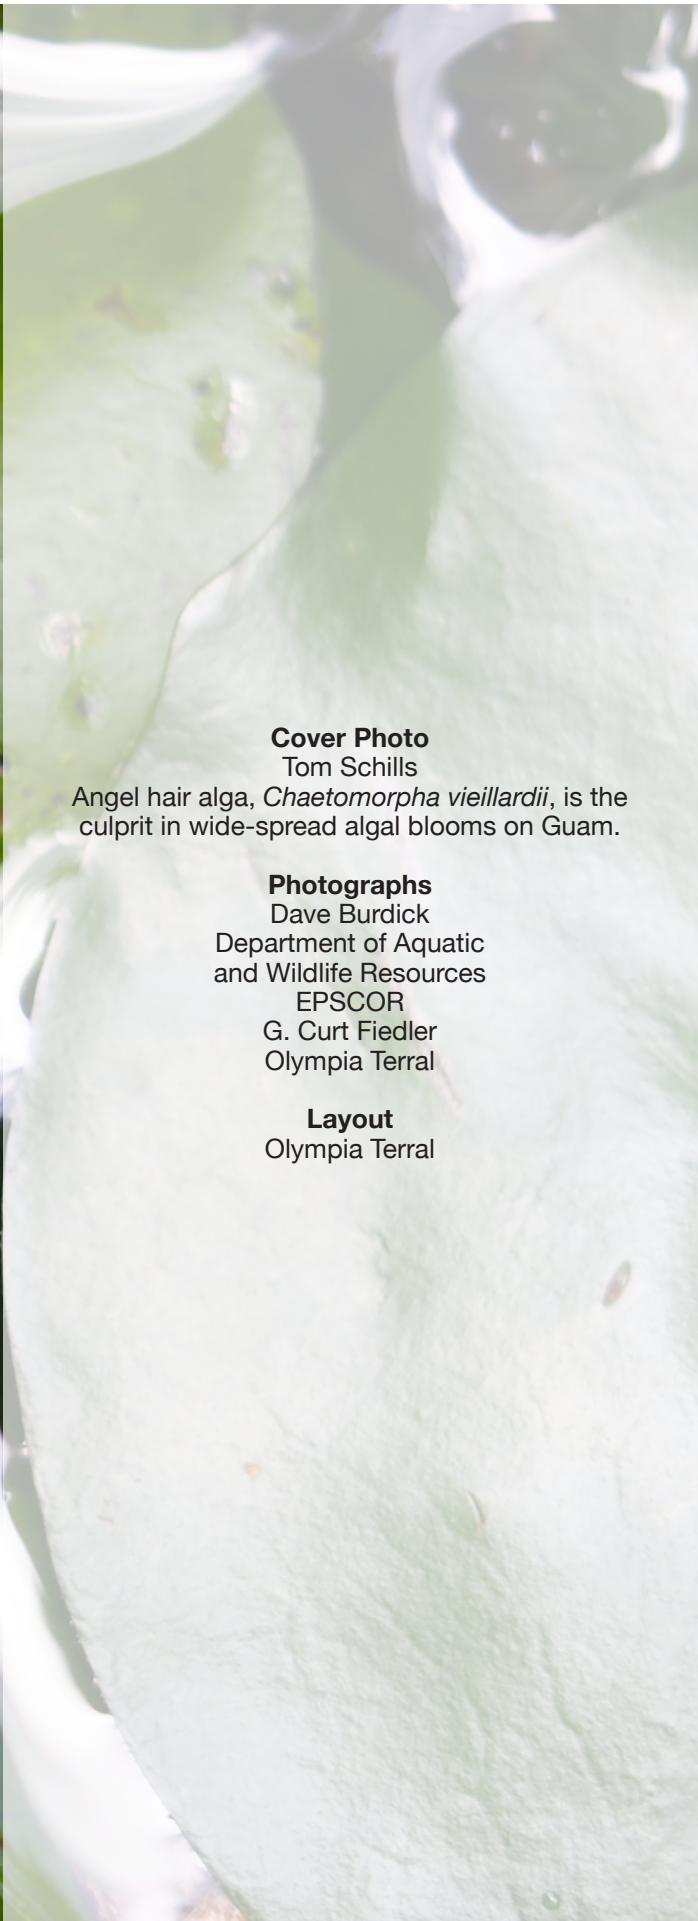 Cover Photo
Tom Schills
Angel hair alga, Chaetomorpha vieillardii, is the
culprit in wide-spread algal blooms on Guam.
Photographs
Dave Burdick
Department of Aquatic
and Wildlife Resources
EPSCOR
G. Curt Fiedler
Olympia Terral
Layout
Olympia Terral